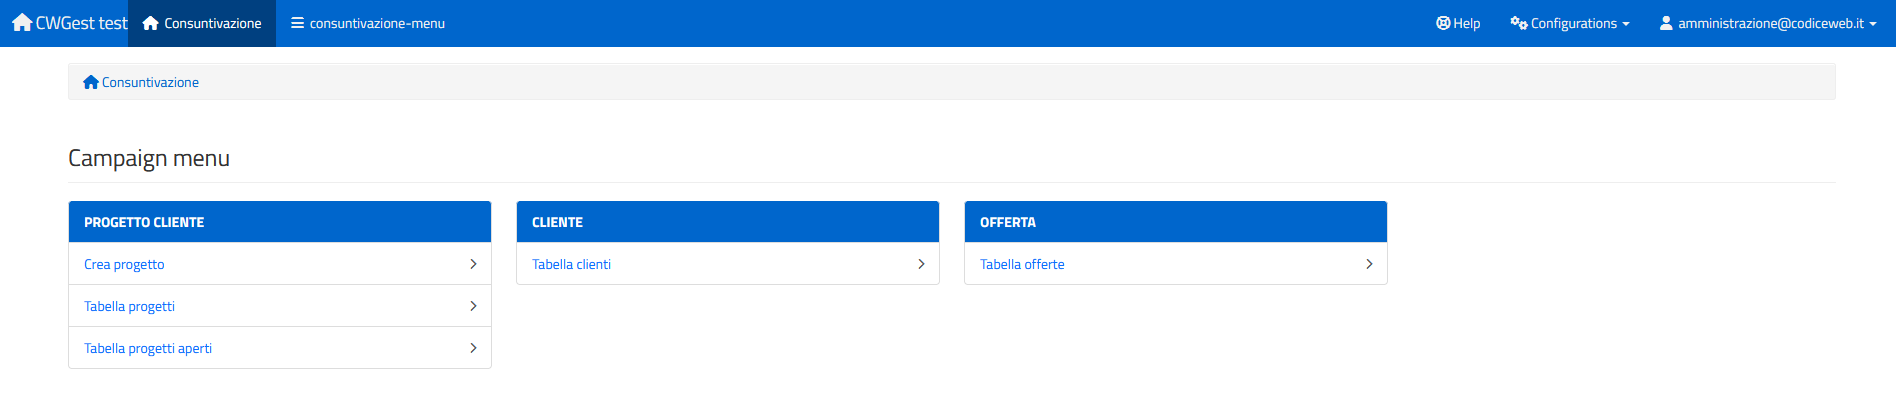 CWGest test Consuntivazione consuntivazione-menu Help Configurations amministrazione@codiceweb.it
Consuntivazione
Campaign menu
PROGETTO CLIENTE
Crea progetto
Tabella progetti
Tabella progetti aperti
CLIENTE
Tabella clienti
OFFERTA
Tabella offerte